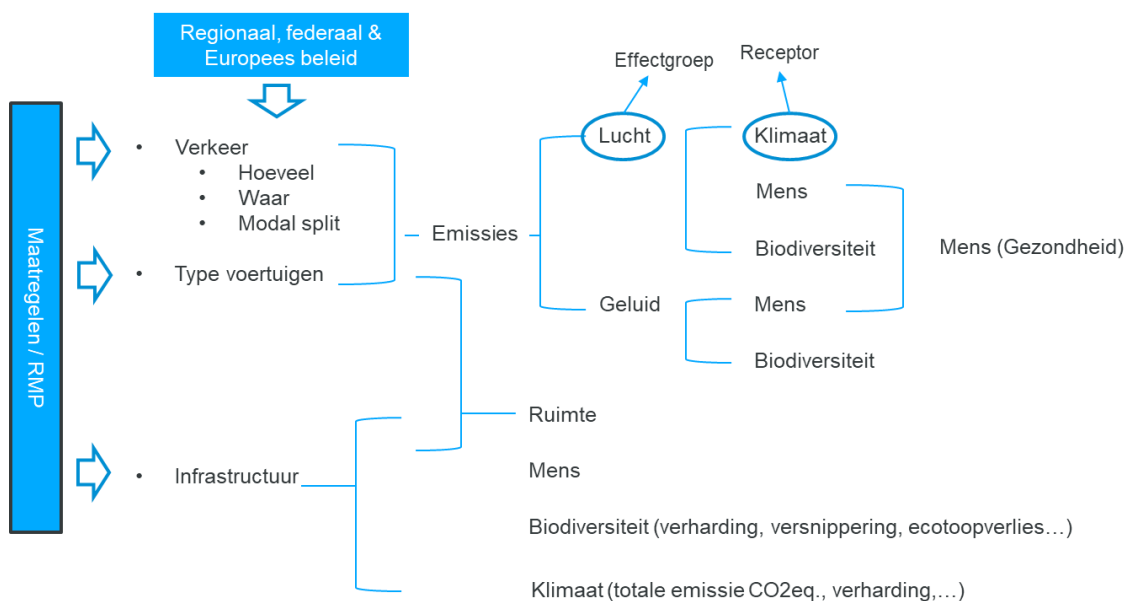 Regionaal, federaal &
Europees beleid
Effectgroep
Receptor
Maatregelen / RMP
• Verkeer
• Hoeveel
• Waar
• Modal split
• Type voertuigen
• Infrastructuur
Emissies
Lucht
Klimaat
Mens
Biodiversiteit
Geluid
Mens
Biodiversiteit
Mens (Gezondheid)
Ruimte
Mens
Biodiversiteit (verharding, versnippering, ecotoopverlies…)
Klimaat (totale emissie CO2eq., verharding,…)